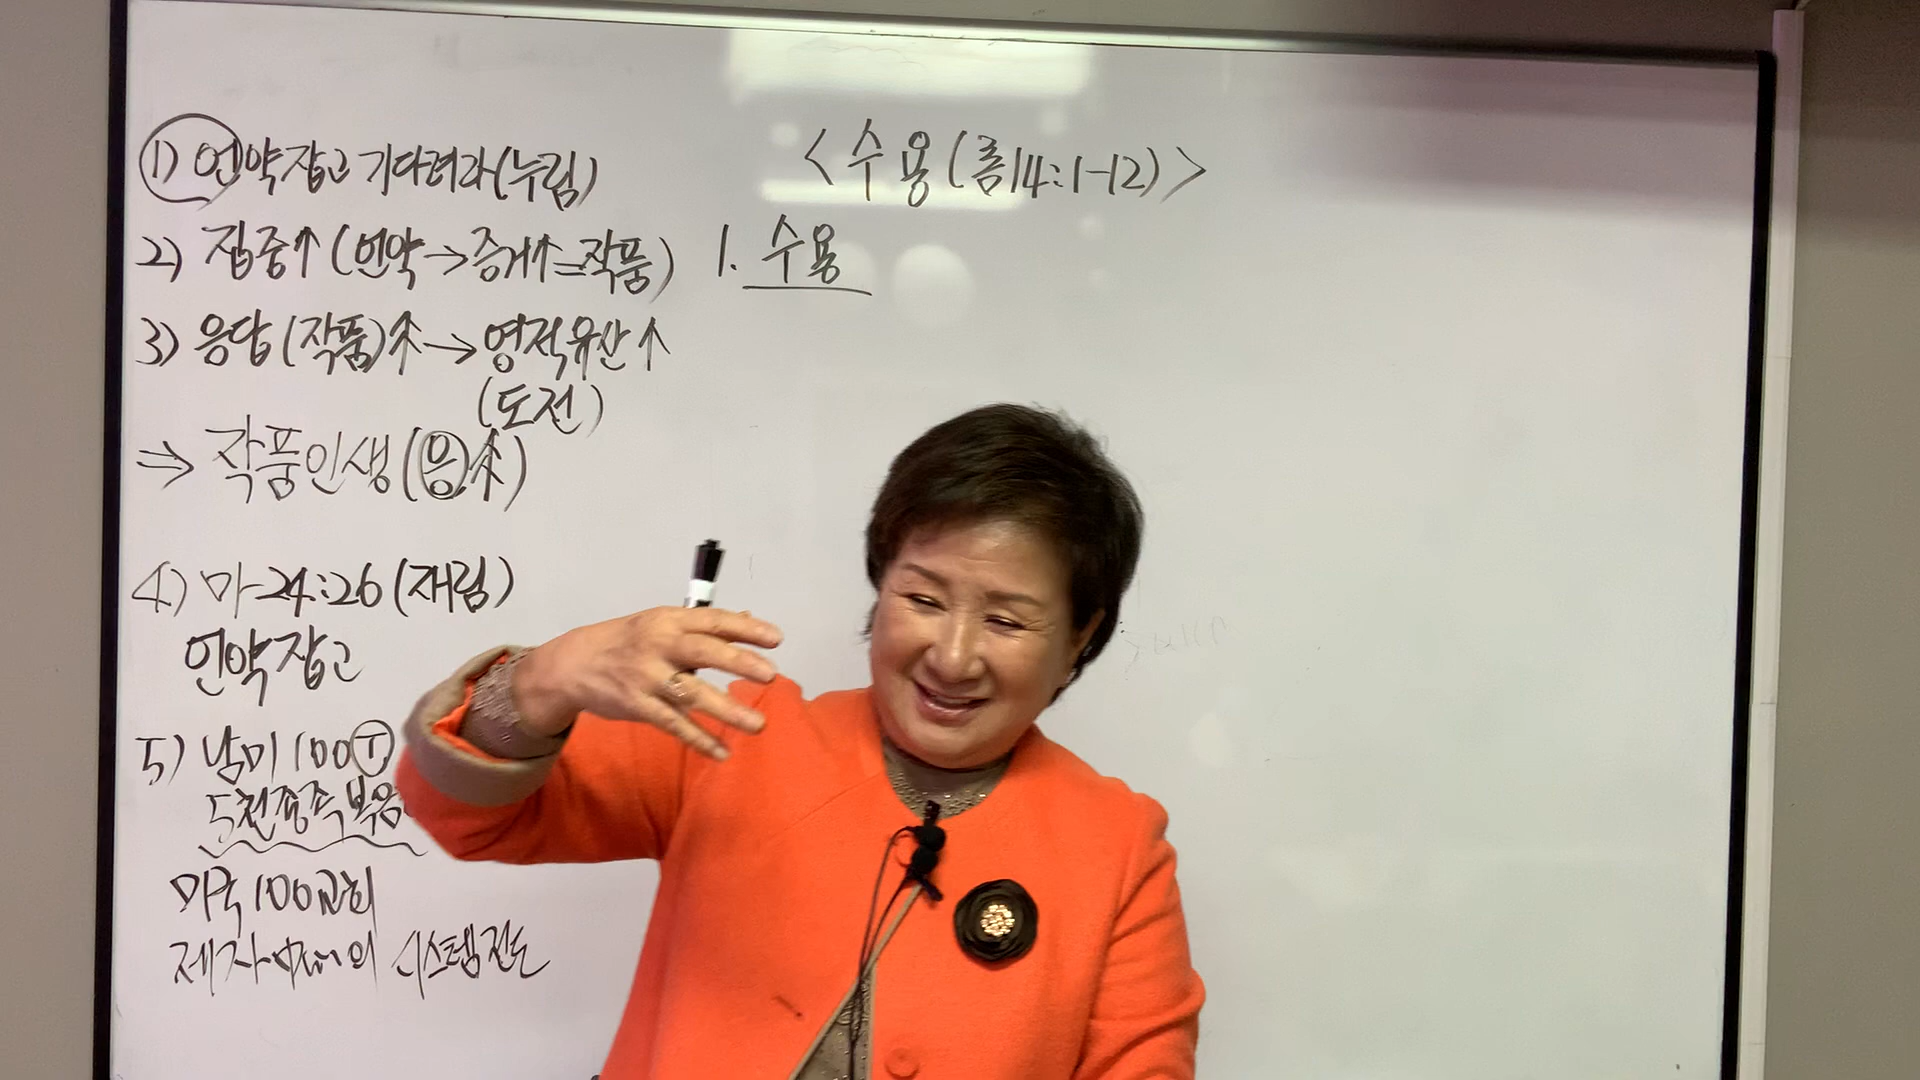 1) 언약잡고 기다려라(누림)
2) 집중↑(언약→증거↑=작품)
3) 응답(작품)↑→영적유산↑
(도전)
⇒ 작품인생(응↑)
4) 마24:26(재림)
언약잡고
5) 남미100T
5천종족복음
미국100교회
제자 의 시스템전도
<수용(롬14:1-12)>
1. 수용